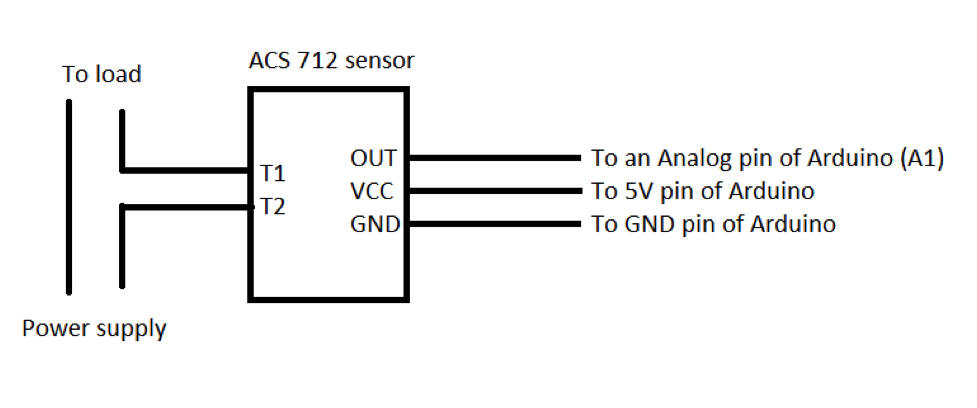 ACS 712 sensor
To load
T1
T2
OUT
VCC
GND
To an Analog pin of Arduino (A1)
To 5V pin of Arduino
To GND pin of Arduino
Power supply